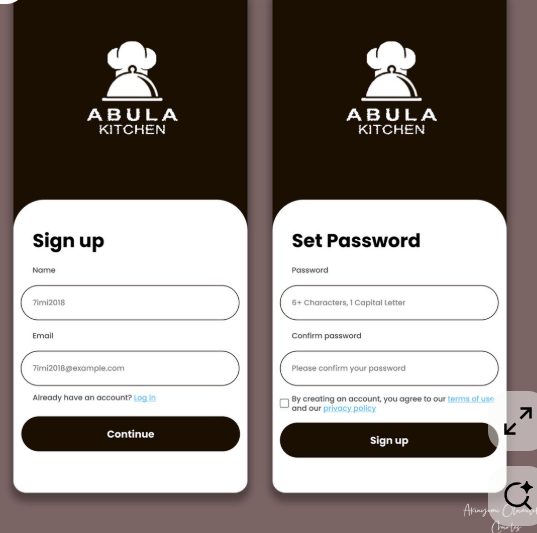 ABULA
KITCHEN
Sign up
Name
7imi2018
Email
7imi2018@example.com
Already have an account? Log in
Continue
ABULA
KITCHEN
Set Password
Password
6+ Characters, 1 Capital Letter
Confirm password
Please confirm your password
By creating an account, you agree to our terms of use
and our privacy policy
Sign up